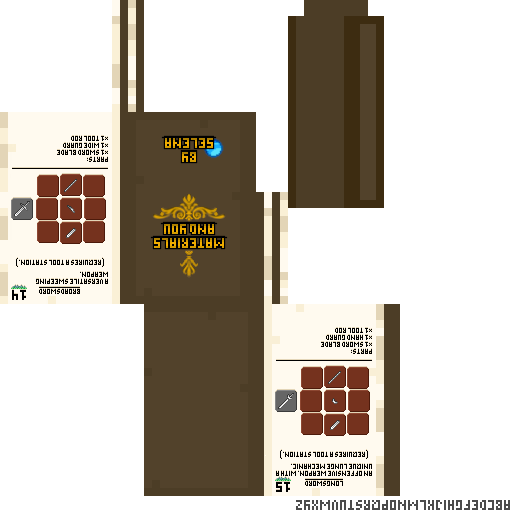 MATERIALS
AND YOU
BY
SELEMA
14
BROADSWORD
A VERSATILE SWEEPING
WEAPON.
(REQUIRES A TOOL STATION.)
PARTS:
×1 SWORD BLADE
×1 WIDE GUARD
×1 TOOL ROD
15
LONGSWORD
AN OFFENSIVE WEAPON, WITH A
UNIQUE LUNGE MECHANIC.
(REQUIRES A TOOL STATION.)
PARTS:
×1 SWORD BLADE
×1 HAND GUARD
×1 TOOL ROD
ABCDEFGHIJKLMNOPQRSTUVWXYZ